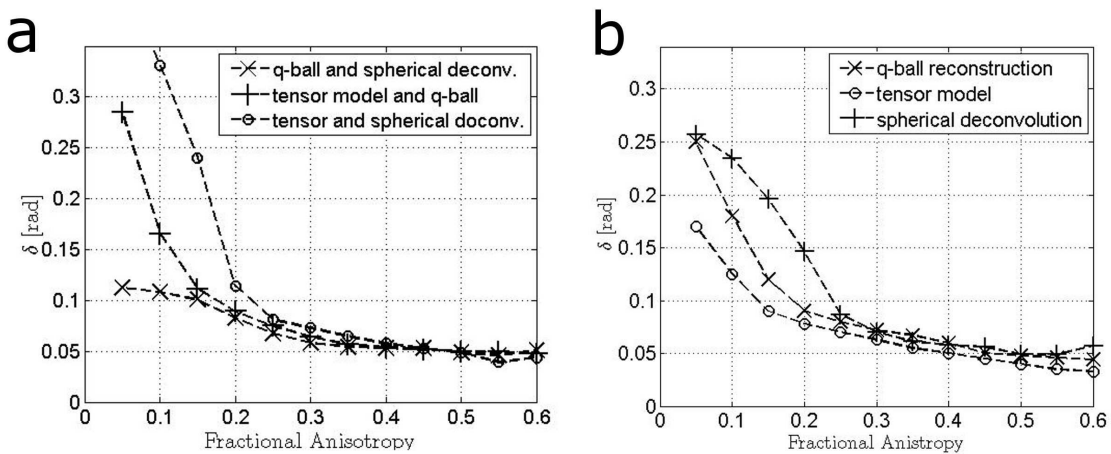 a
0.3
0.25
0.2
0.15
0.1
0.05
0
δ [rad]
q-ball and spherical deconv.
tensor model and q-ball
tensor and spherical doconv.
0 0.1 0.2 0.3 0.4 0.5 0.6
Fractional Anisotropy
b
0.3
0.25
0.2
0.15
0.1
0.05
0
δ [rad]
q-ball reconstruction
tensor model
spherical deconvolution
0 0.1 0.2 0.3 0.4 0.5 0.6
Fractional Anistropy